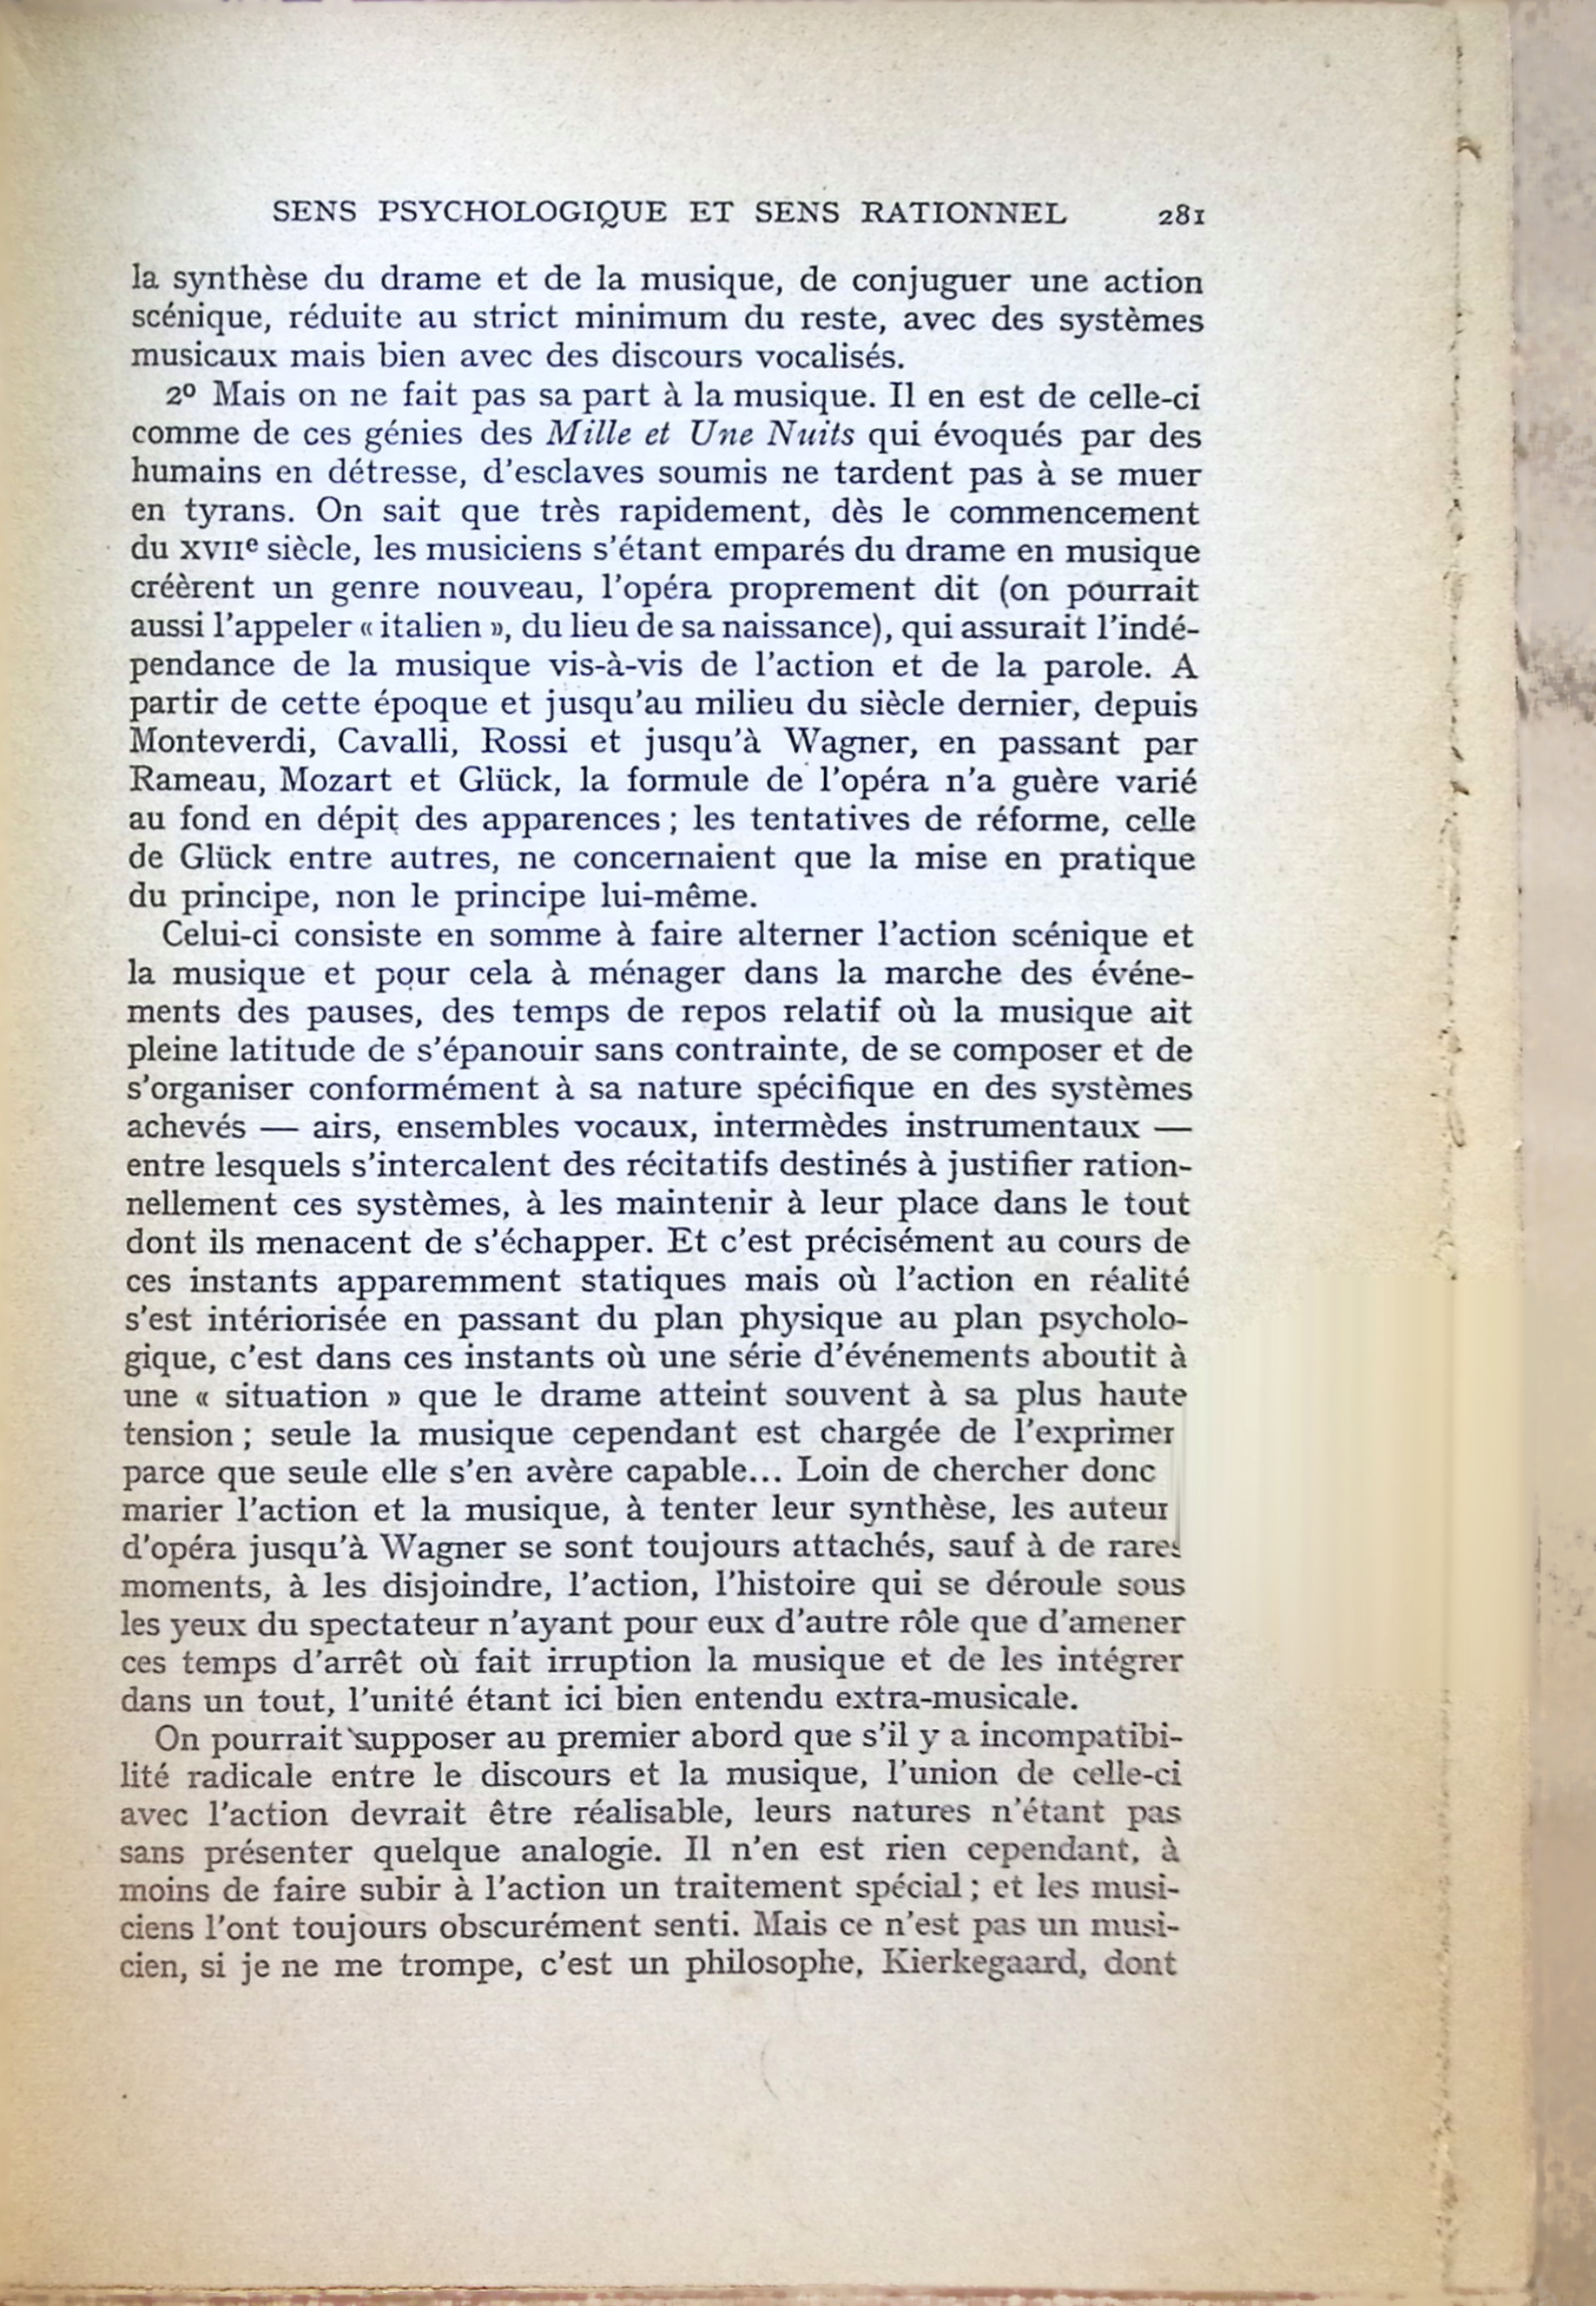 SENS PSYCHOLOGIQUE ET SENS RATIONNEL 281
la synthèse du drame et de la musique, de conjuguer une action
scénique, réduite au strict minimum du reste, avec des systèmes
musicaux mais bien avec des discours vocalisés.
2º Mais on ne fait pas sa part à la musique. Il en est de celle-ci
comme de ces génies des Mille et Une Nuits qui évoqués par des
humains en détresse, d'esclaves soumis ne tardent pas à se muer
en tyrans. On sait que très rapidement, dès le commencement
du XVIIe siècle, les musiciens s'étant emparés du drame en musique
créèrent un genre nouveau, l'opéra proprement dit (on pourrait
aussi l'appeler « italien », du lieu de sa naissance), qui assurait l'indé-
pendance de la musique vis-à-vis de l'action et de la parole. A
partir de cette époque et jusqu'au milieu du siècle dernier, depuis
Monteverdi, Cavalli, Rossi et jusqu'à Wagner, en passant par
Rameau, Mozart et Glück, la formule de l'opéra n'a guère varié
au fond en dépit des apparences ; les tentatives de réforme, celle
de Glück entre autres, ne concernaient que la mise en pratique
du principe, non le principe lui-même.
Celui-ci consiste en somme à faire alterner l'action scénique et
la musique et pour cela à ménager dans la marche des événe-
ments des pauses, des temps de repos relatif où la musique ait
pleine latitude de s'épanouir sans contrainte, de se composer et de
s'organiser conformément à sa nature spécifique en des systèmes
achevés — airs, ensembles vocaux, intermèdes instrumentaux —
entre lesquels s'intercalent des récitatifs destinés à justifier ration-
nellement ces systèmes, à les maintenir à leur place dans le tout
dont ils menacent de s'échapper. Et c'est précisément au cours de
ces instants apparemment statiques mais où l'action en réalité
s'est intériorisée en passant du plan physique au plan psycholo-
gique, c'est dans ces instants où une série d'événements aboutit à
une « situation » que le drame atteint souvent à sa plus haute
tension ; seule la musique cependant est chargée de l'exprimer
parce que seule elle s'en avère capable... Loin de chercher donc
marier l'action et la musique, à tenter leur synthèse, les auteur
d'opéra jusqu'à Wagner se sont toujours attachés, sauf à de rares
moments, à les disjoindre, l'action, l'histoire qui se déroule sous
les yeux du spectateur n'ayant pour eux d'autre rôle que d'amener
ces temps d'arrêt où fait irruption la musique et de les intégrer
dans un tout, l'unité étant ici bien entendu extra-musicale.
On pourrait supposer au premier abord que s'il y a incompatibi-
lité radicale entre le discours et la musique, l'union de celle-ci
avec l'action devrait être réalisable, leurs natures n'étant pas
sans présenter quelque analogie. Il n'en est rien cependant, à
moins de faire subir à l'action un traitement spécial ; et les musi-
ciens l'ont toujours obscurément senti. Mais ce n'est pas un musi-
cien, si je ne me trompe, c'est un philosophe, Kierkegaard, dont